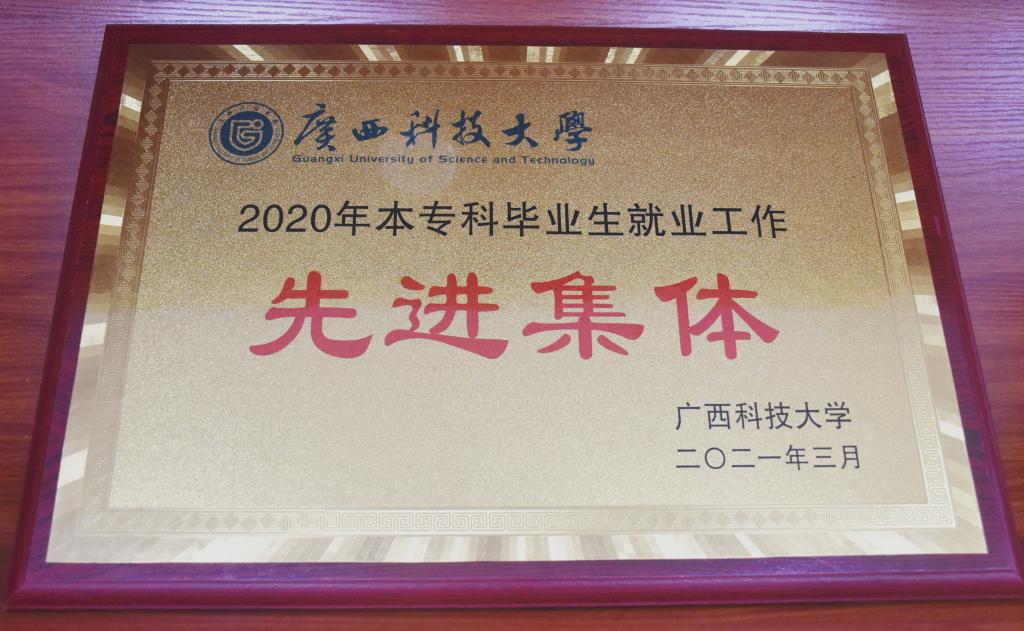 廣西科技大學
Guangxi University of Science and Technology
2020年本专科毕业生就业工作
先进集体
广西科技大学
二〇二一年三月